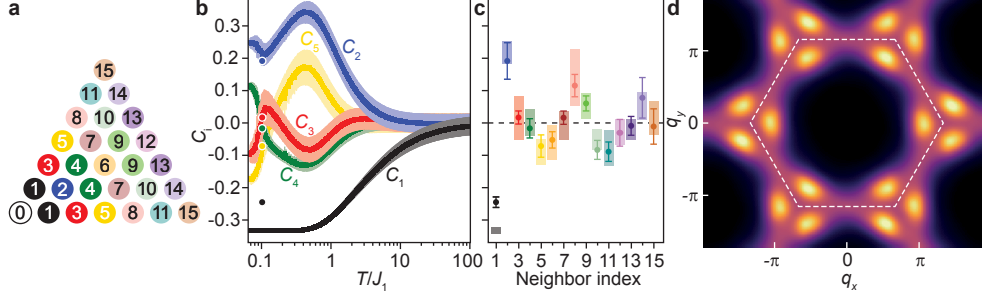 a
15
11 14
8 10 13
5 7 9 12
3 4 6 9 13
1 2 4 7 10 14
0 1 3 5 8 11 15
b
0.3
0.2
0.1
0.0
-0.1
-0.2
-0.3
C_i
C_5
C_2
C_3
C_4
C_1
0.1 1 10 100
T/J_1
c
1 3 5 7 9 11 13 15
Neighbor index
d
π
0
-π
q_y
-π 0 π
q_x